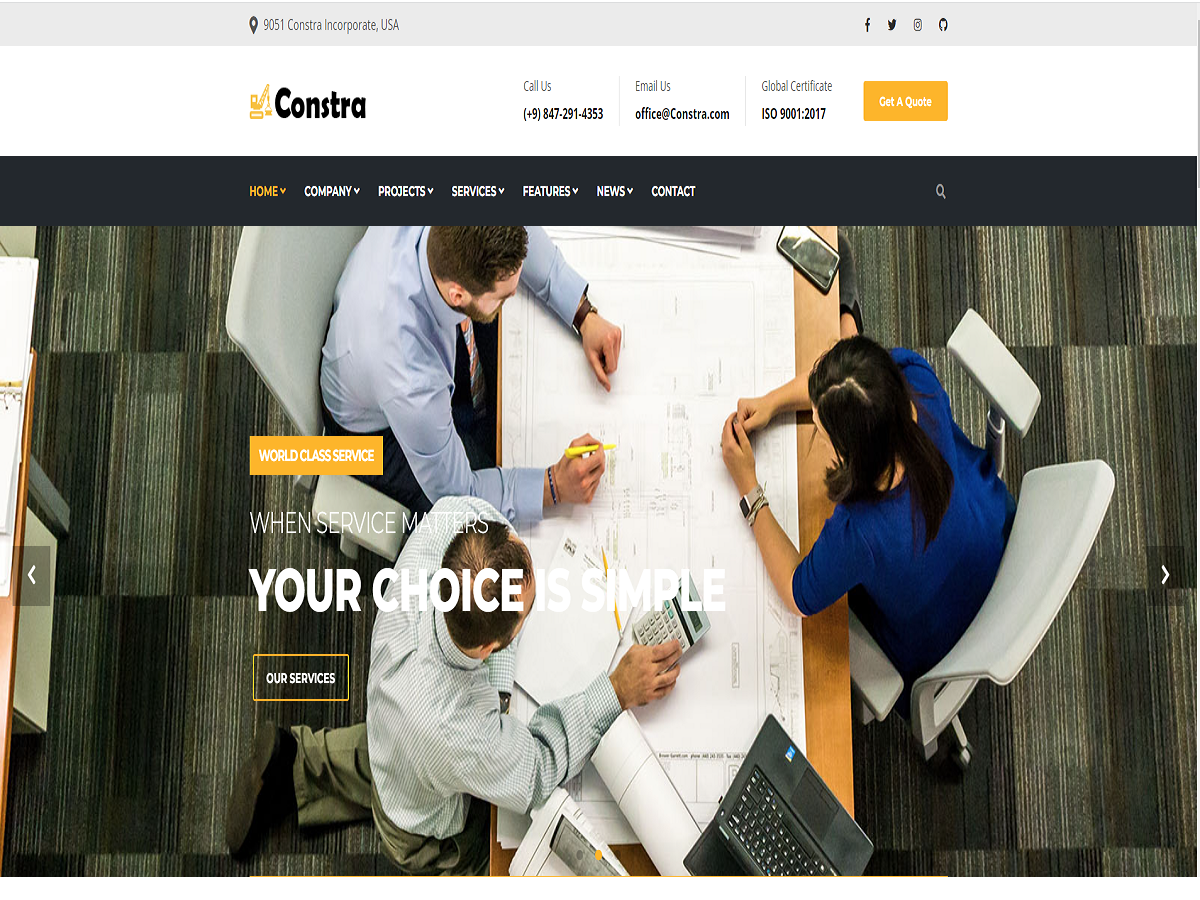 9051 Constra Incorporate, USA
Constra
Call Us
(+9) 847-291-4353
Email Us
office@Constra.com
Global Certificate
ISO 9001:2017
Get A Quote
HOME
COMPANY
PROJECTS
SERVICES
FEATURES
NEWS
CONTACT
WORLD CLASS SERVICE
WHEN SERVICE MATTERS
YOUR CHOICE IS SIMPLE
OUR SERVICES